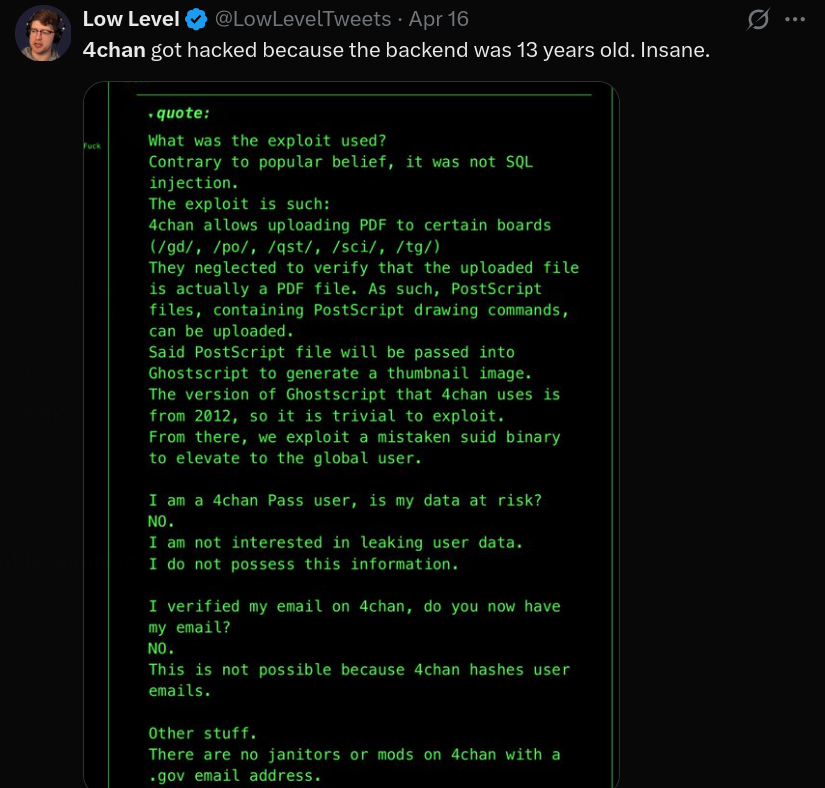 Low Level @LowLevelTweets · Apr 16
4chan got hacked because the backend was 13 years old. Insane.
Fuck
▾quote:
What was the exploit used?
Contrary to popular belief, it was not SQL
injection.
The exploit is such:
4chan allows uploading PDF to certain boards
(/gd/, /po/, /qst/, /sci/, /tg/)
They neglected to verify that the uploaded file
is actually a PDF file. As such, PostScript
files, containing PostScript drawing commands,
can be uploaded.
Said PostScript file will be passed into
Ghostscript to generate a thumbnail image.
The version of Ghostscript that 4chan uses is
from 2012, so it is trivial to exploit.
From there, we exploit a mistaken suid binary
to elevate to the global user.
I am a 4chan Pass user, is my data at risk?
NO.
I am not interested in leaking user data.
I do not possess this information.
I verified my email on 4chan, do you now have
my email?
NO.
This is not possible because 4chan hashes user
emails.
Other stuff.
There are no janitors or mods on 4chan with a
.gov email address.